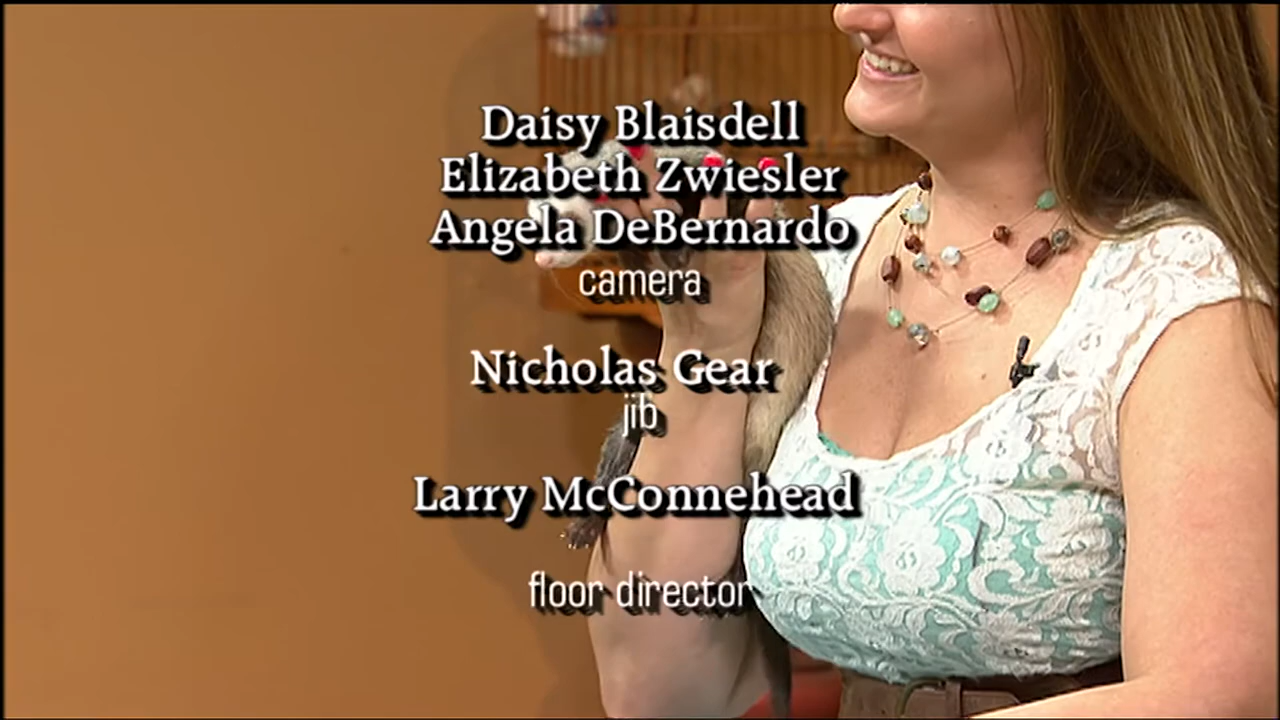 Daisy Blaisdell
Elizabeth Zwiesler
Angela DeBernardo
camera
Nicholas Gear
jib
Larry McConnehead
floor director